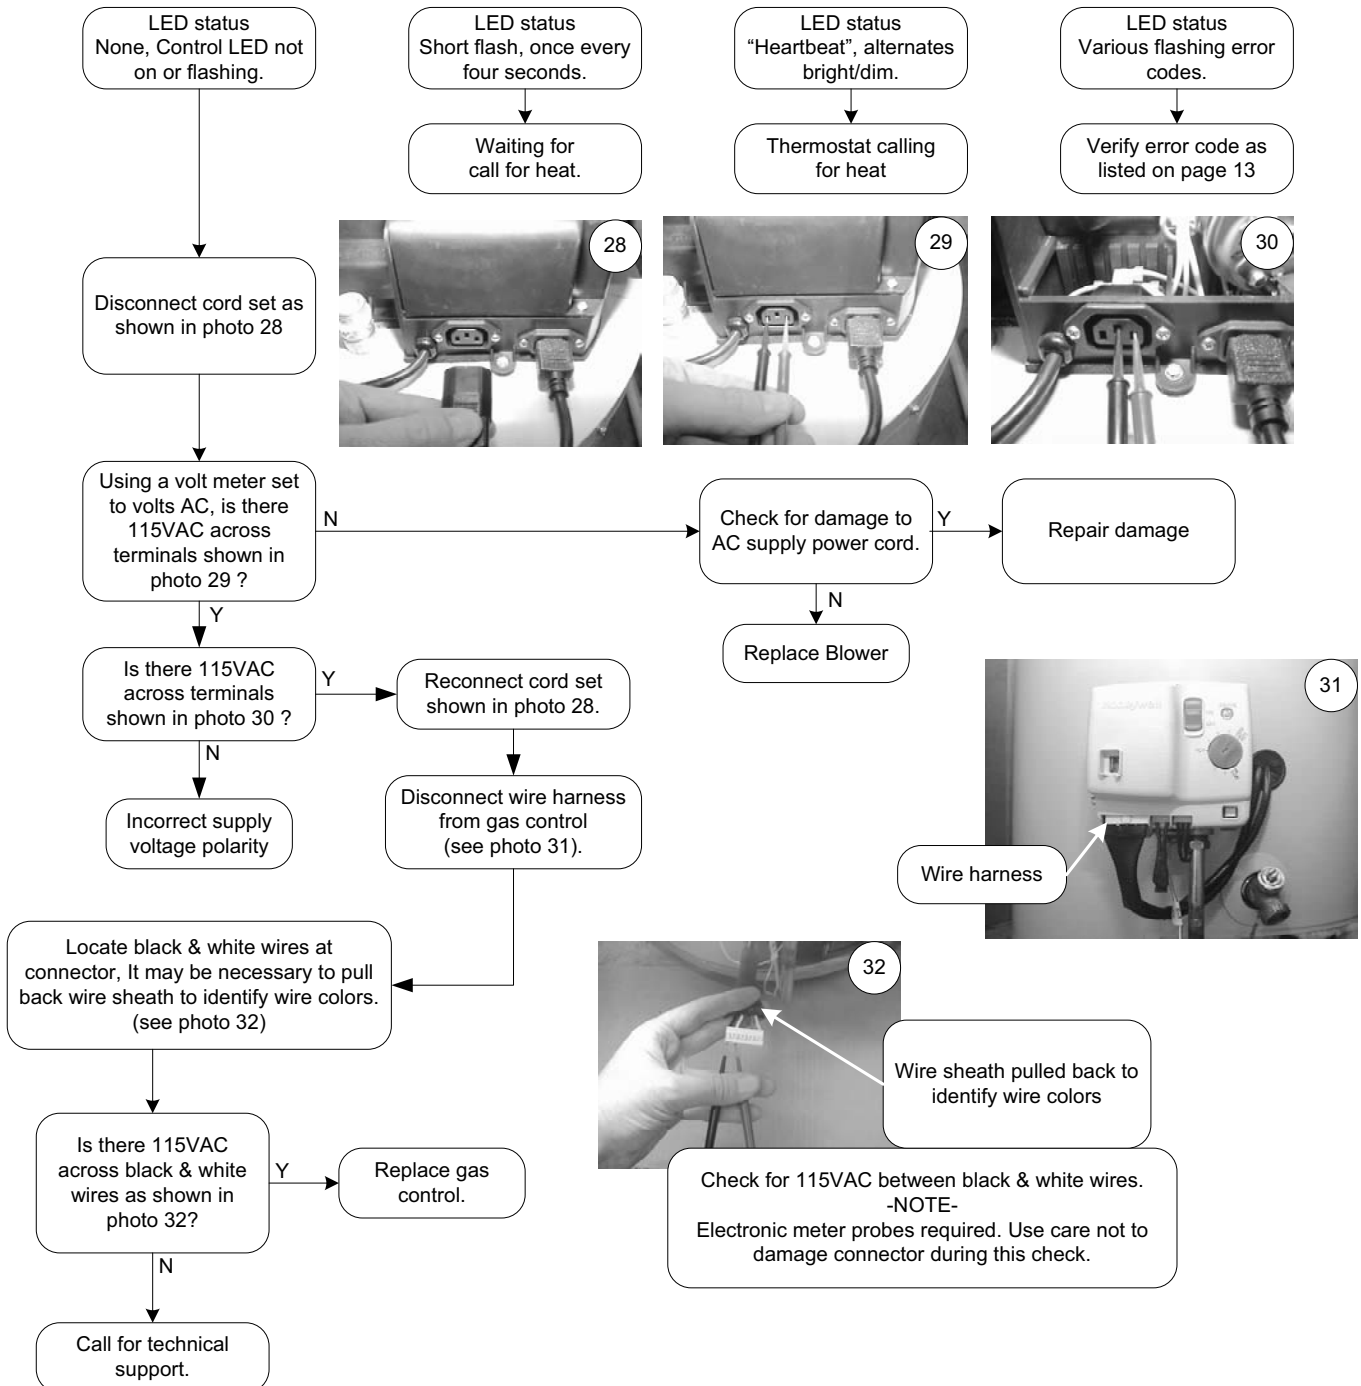 LED status
None, Control LED not
on or flashing.
LED status
Short flash, once every
four seconds.
LED status
“Heartbeat”, alternates
bright/dim.
LED status
Various flashing error
codes.
Waiting for
call for heat.
Thermostat calling
for heat
Verify error code as
listed on page 13
28
29
30
Disconnect cord set as
shown in photo 28
Using a volt meter set
to volts AC, is there
115VAC across
terminals shown in
photo 29 ?
N
Check for damage to
AC supply power cord.
Y
Repair damage
Y
N
Replace Blower
Is there 115VAC
across terminals
shown in photo 30 ?
Y
Reconnect cord set
shown in photo 28.
N
Incorrect supply
voltage polarity
Disconnect wire harness
from gas control
(see photo 31).
31
Wire harness
Locate black & white wires at
connector, It may be necessary to pull
back wire sheath to identify wire colors.
(see photo 32)
32
Wire sheath pulled back to
identify wire colors
Is there 115VAC
across black & white
wires as shown in
photo 32?
Y
Replace gas
control.
Check for 115VAC between black & white wires.
-NOTE-
Electronic meter probes required. Use care not to
damage connector during this check.
N
Call for technical
support.